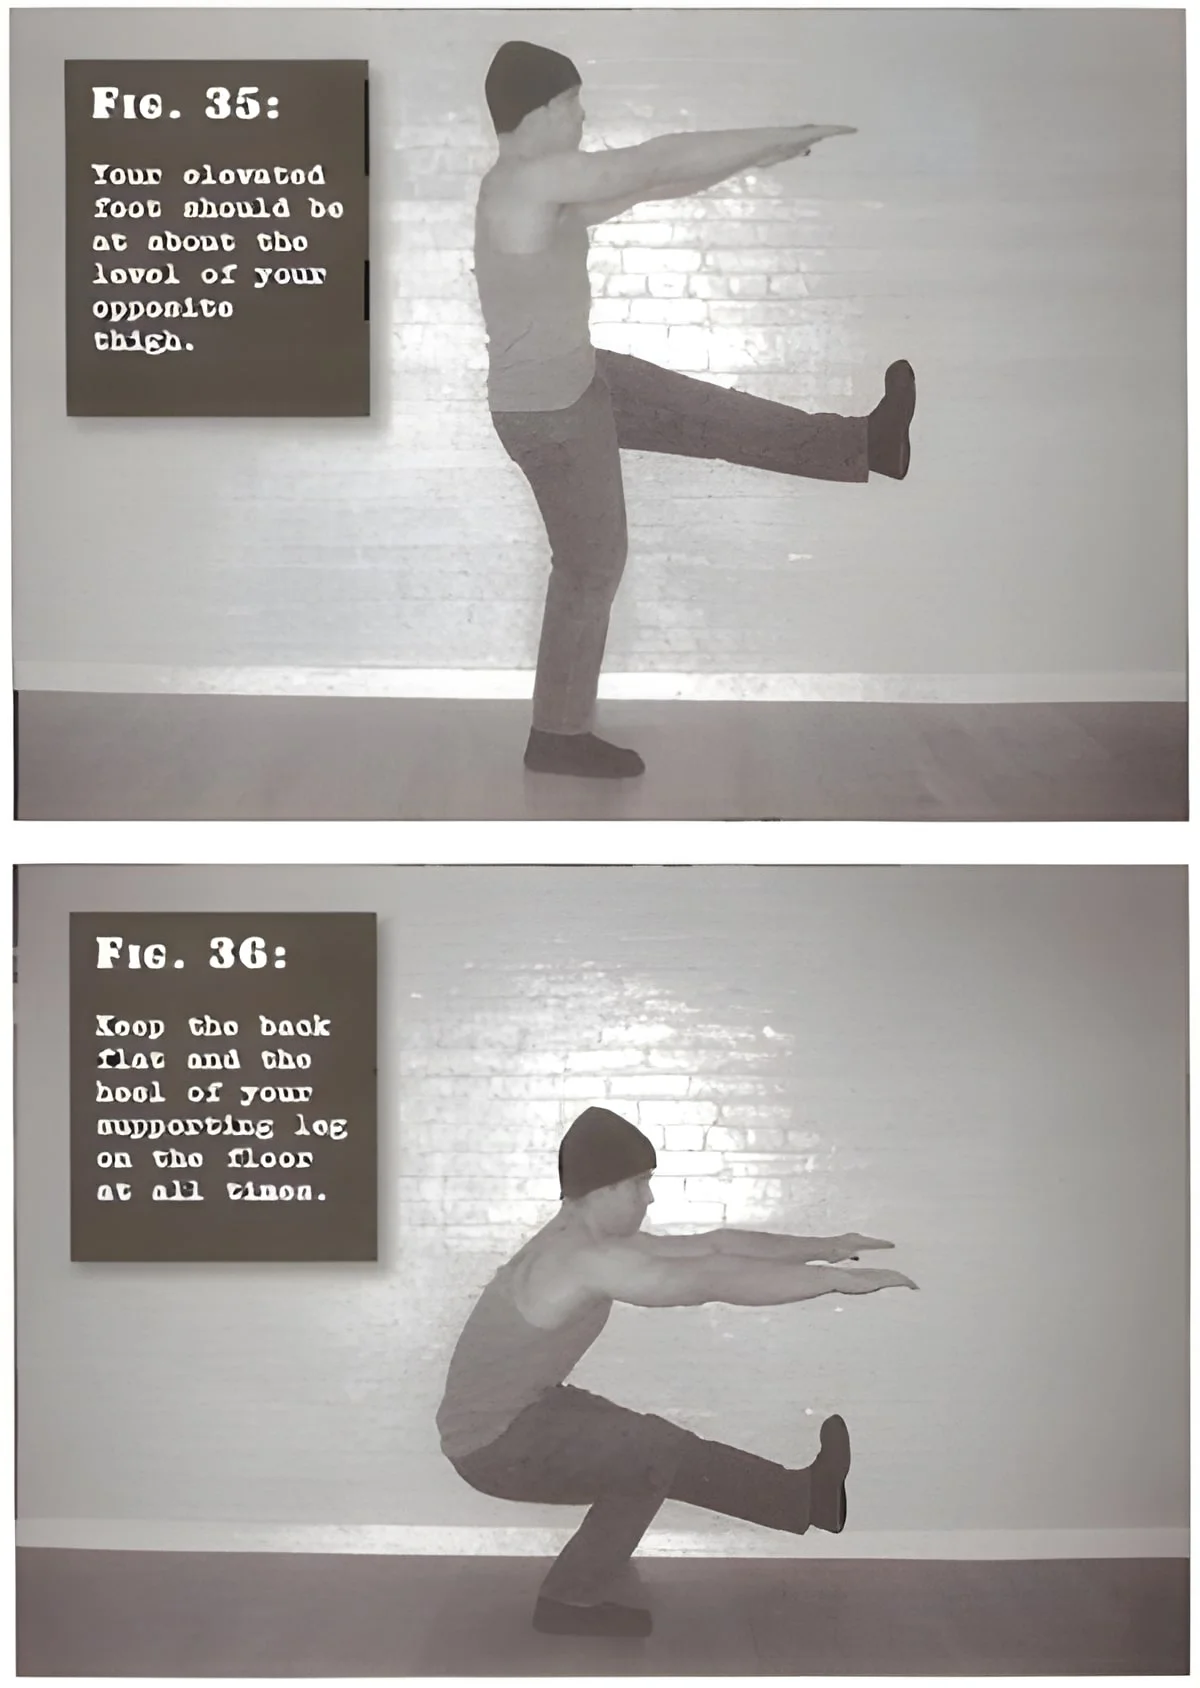 Fig. 35:
Your elevated
foot should be
at about the
level of your
opposite
thigh.
Fig. 36:
Keep the back
flat and the
heel of your
supporting leg
on the floor
at all times.